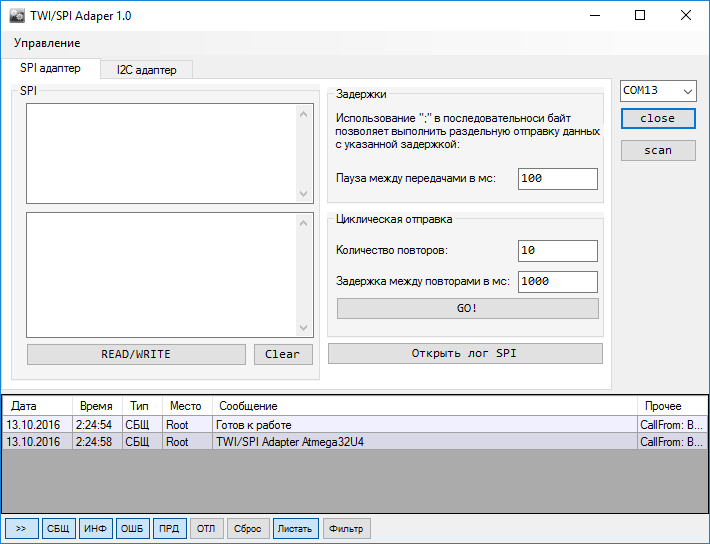 TWI/SPI Adaper 1.0
Управление
SPI адаптер I2C адаптер
SPI
Задержки
Использование ";" в последовательноси байт
позволяет выполнить раздельную отправку данных
с указанной задержкой:
Пауза между передачами в мс: 100
Циклическая отправка
Количество повторов: 10
Задержка между повторами в мс: 1000
GO!
READ/WRITE Clear
Открыть лог SPI
COM13
close
scan
Дата Время Тип Место Сообщение Прочее
13.10.2016 2:24:54 СБЩ Root Готов к работе CallFrom: B...
13.10.2016 2:24:58 СБЩ Root TWI/SPI Adapter Atmega32U4 CallFrom: B...
>> СБЩ ИНФ ОШБ ПРД ОТЛ Сброс Листать Фильтр